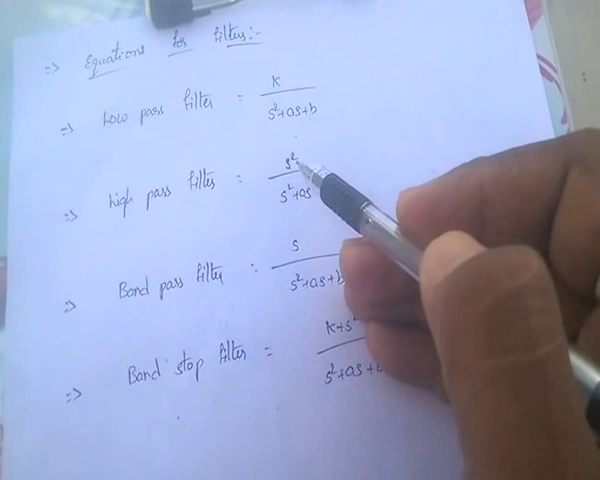 => Equations for Filters:-
=> Low pass filter = K / s²+as+b
=> High pass filter = s² / s²+as
=> Band pass filter = s / s²+as+b
=> Band stop filter = K+s² / s²+as+b